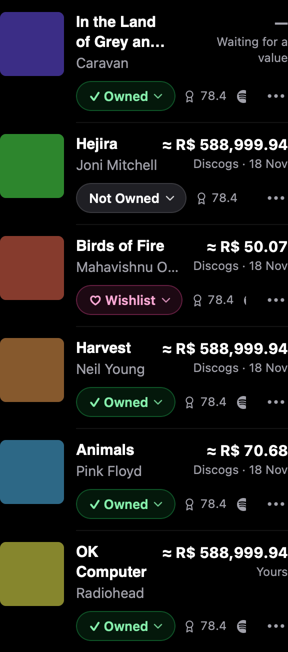 In the Land
of Grey an...
—
Waiting for a
value
Caravan
✓ Owned
78.4
Hejira
≈ R$ 588,999.94
Joni Mitchell
Discogs · 18 Nov
Not Owned
78.4
Birds of Fire
≈ R$ 50.07
Mahavishnu O...
Discogs · 18 Nov
Wishlist
78.4
Harvest
≈ R$ 588,999.94
Neil Young
Discogs · 18 Nov
✓ Owned
78.4
Animals
≈ R$ 70.68
Pink Floyd
Discogs · 18 Nov
✓ Owned
78.4
OK
Computer
≈ R$ 588,999.94
Yours
Radiohead
✓ Owned
78.4